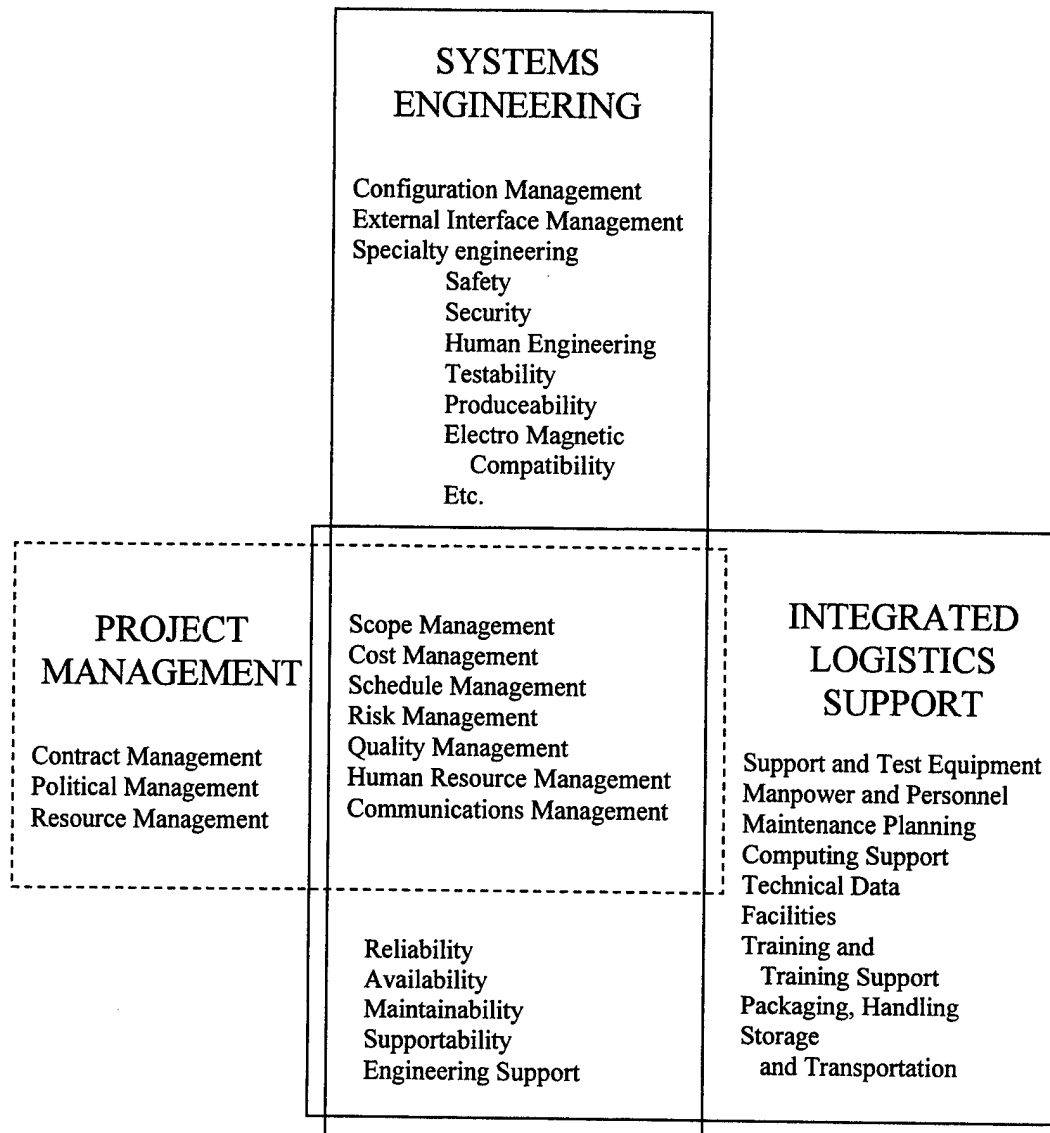 SYSTEMS
ENGINEERING
Configuration Management
External Interface Management
Specialty engineering
Safety
Security
Human Engineering
Testability
Produceability
Electro Magnetic
Compatibility
Etc.
PROJECT
MANAGEMENT
Contract Management
Political Management
Resource Management
Scope Management
Cost Management
Schedule Management
Risk Management
Quality Management
Human Resource Management
Communications Management
Reliability
Availability
Maintainability
Supportability
Engineering Support
INTEGRATED
LOGISTICS
SUPPORT
Support and Test Equipment
Manpower and Personnel
Maintenance Planning
Computing Support
Technical Data
Facilities
Training and
Training Support
Packaging, Handling
Storage
and Transportation